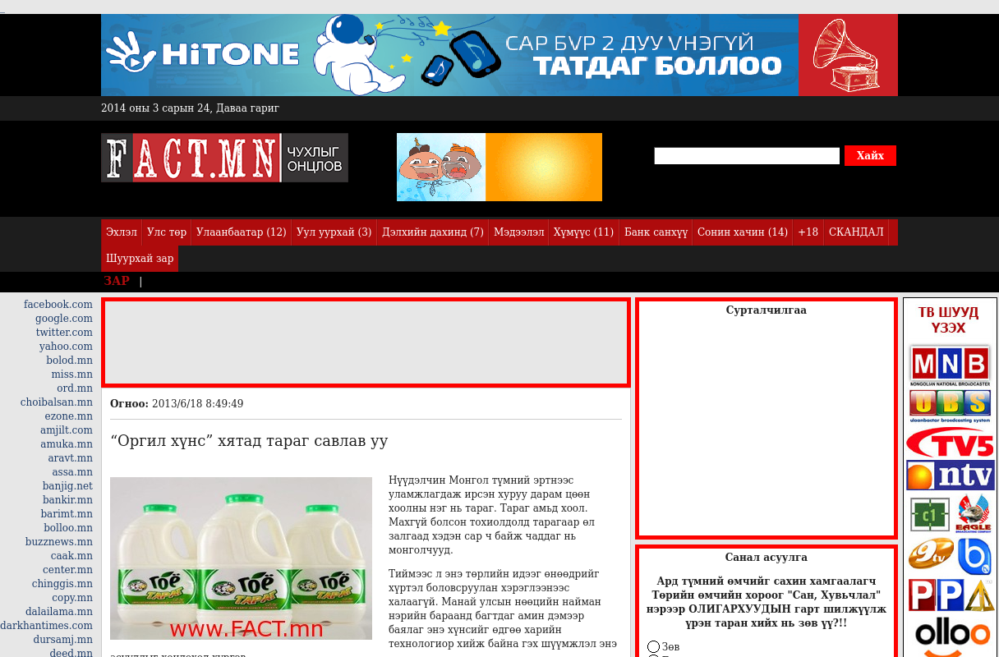 HiTONE
САР БҮР 2 ДУУ ҮНЭГҮЙ
ТАТДАГ БОЛЛОО
2014 оны 3 сарын 24, Даваа гариг
FACT.MN
ЧУХЛЫГ
ОНЦЛОВ
Хайх
Эхлэл
Улс төр
Улаанбаатар (12)
Уул уурхай (3)
Дэлхийн дахинд (7)
Мэдээлэл
Хүмүүс (11)
Банк санхүү
Сонин хачин (14)
+18
СКАНДАЛ
Шуурхай зар
ЗАР |
facebook.com
google.com
twitter.com
yahoo.com
bolod.mn
miss.mn
ord.mn
choibalsan.mn
ezone.mn
amjilt.com
amuka.mn
aravt.mn
assa.mn
banjig.net
bankir.mn
barimt.mn
bolloo.mn
buzznews.mn
caak.mn
center.mn
chinggis.mn
copy.mn
dalailama.mn
darkhantimes.com
dursamj.mn
deed.mn
Огноо: 2013/6/18 8:49:49
“Оргил хүнс” хятад тараг савлав уу
гоё
ТАРАГ
гоё
ТАРАГ
гоё
ТАРАГ
www.FACT.mn
Нүүдэлчин Монгол түмний эртнээс
уламжлагдаж ирсэн хуруу дарам цөөн
хоолны нэг нь тараг. Тараг амьд хоол.
Махгүй болсон тохиолдолд тарагаар өл
залгаад хэдэн сар ч байж чаддаг нь
монголчууд.
Тиймээс л энэ төрлийн идээг өнөөдрийг
хүртэл боловсруулан хэрэглээнээс
халаагүй. Манай улсын нөөцийн найман
нэрийн бараанд багтдаг амин дэмээр
баялаг энэ хүнсийг өдгөө харийн
технологиор хийж байна гэх шүүмжлэл энэ
Сурталчилгаа
Санал асуулга
Ард түмний өмчийг сахин хамгаалагч
Төрийн өмчийн хороог "Сан, Хувьчлал"
нэрээр ОЛИГАРХУУДЫН гарт шилжүүлж
үрэн таран хийх нь зөв үү?!!
Зөв
ТВ ШУУД
ҮЗЭХ
MNB
MONGOLIAN NATIONAL BROADCASTER
UBS
ulaanbaatar broadcasting system
TV5
ntv
c1
EAGLE
BROADCASTING COMPANY
9tv
b
tv
olloo